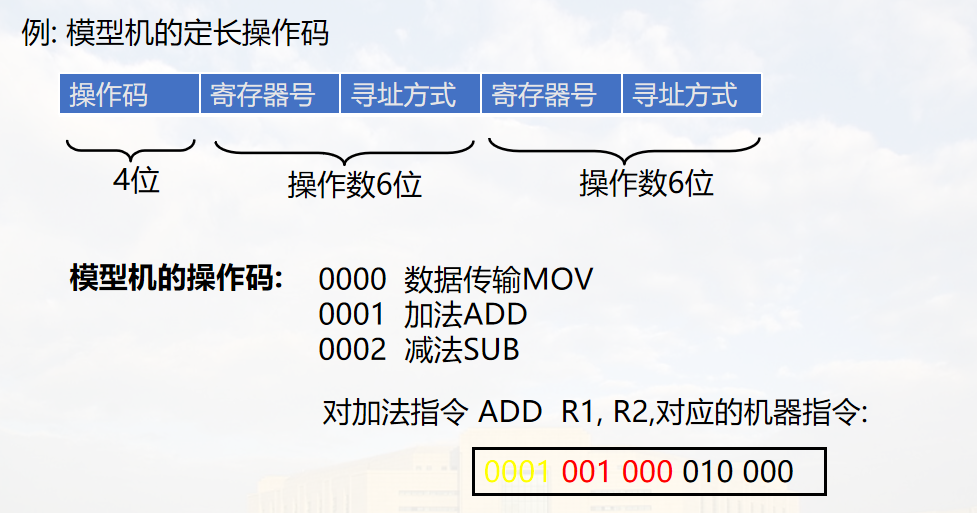 例: 模型机的定长操作码
操作码 寄存器号 寻址方式 寄存器号 寻址方式
4位 操作数6位 操作数6位
模型机的操作码: 0000 数据传输MOV
0001 加法ADD
0002 减法SUB
对加法指令 ADD R1, R2,对应的机器指令:
0001 001 000 010 000